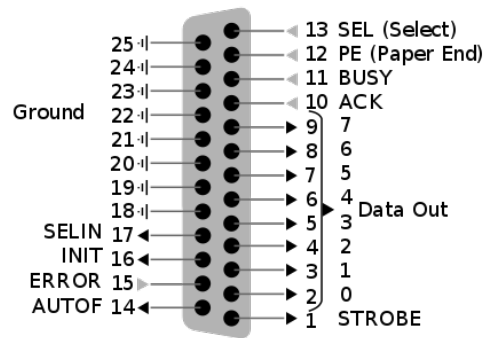 13 SEL (Select)
25
12 PE (Paper End)
24
11 BUSY
23
10 ACK
Ground
22
9 7
21
8 6
20
7 5
19
6 4
Data Out
18
5 3
SELIN 17
4 2
INIT 16
3 1
ERROR 15
2 0
AUTOF 14
1 STROBE